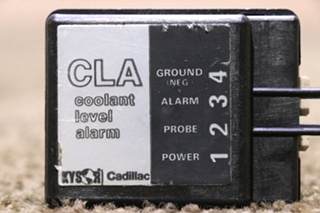 CLA
coolant
level
alarm
KYSOR Cadillac
GROUND 4
(NEG)
ALARM 3
PROBE 2
POWER 1